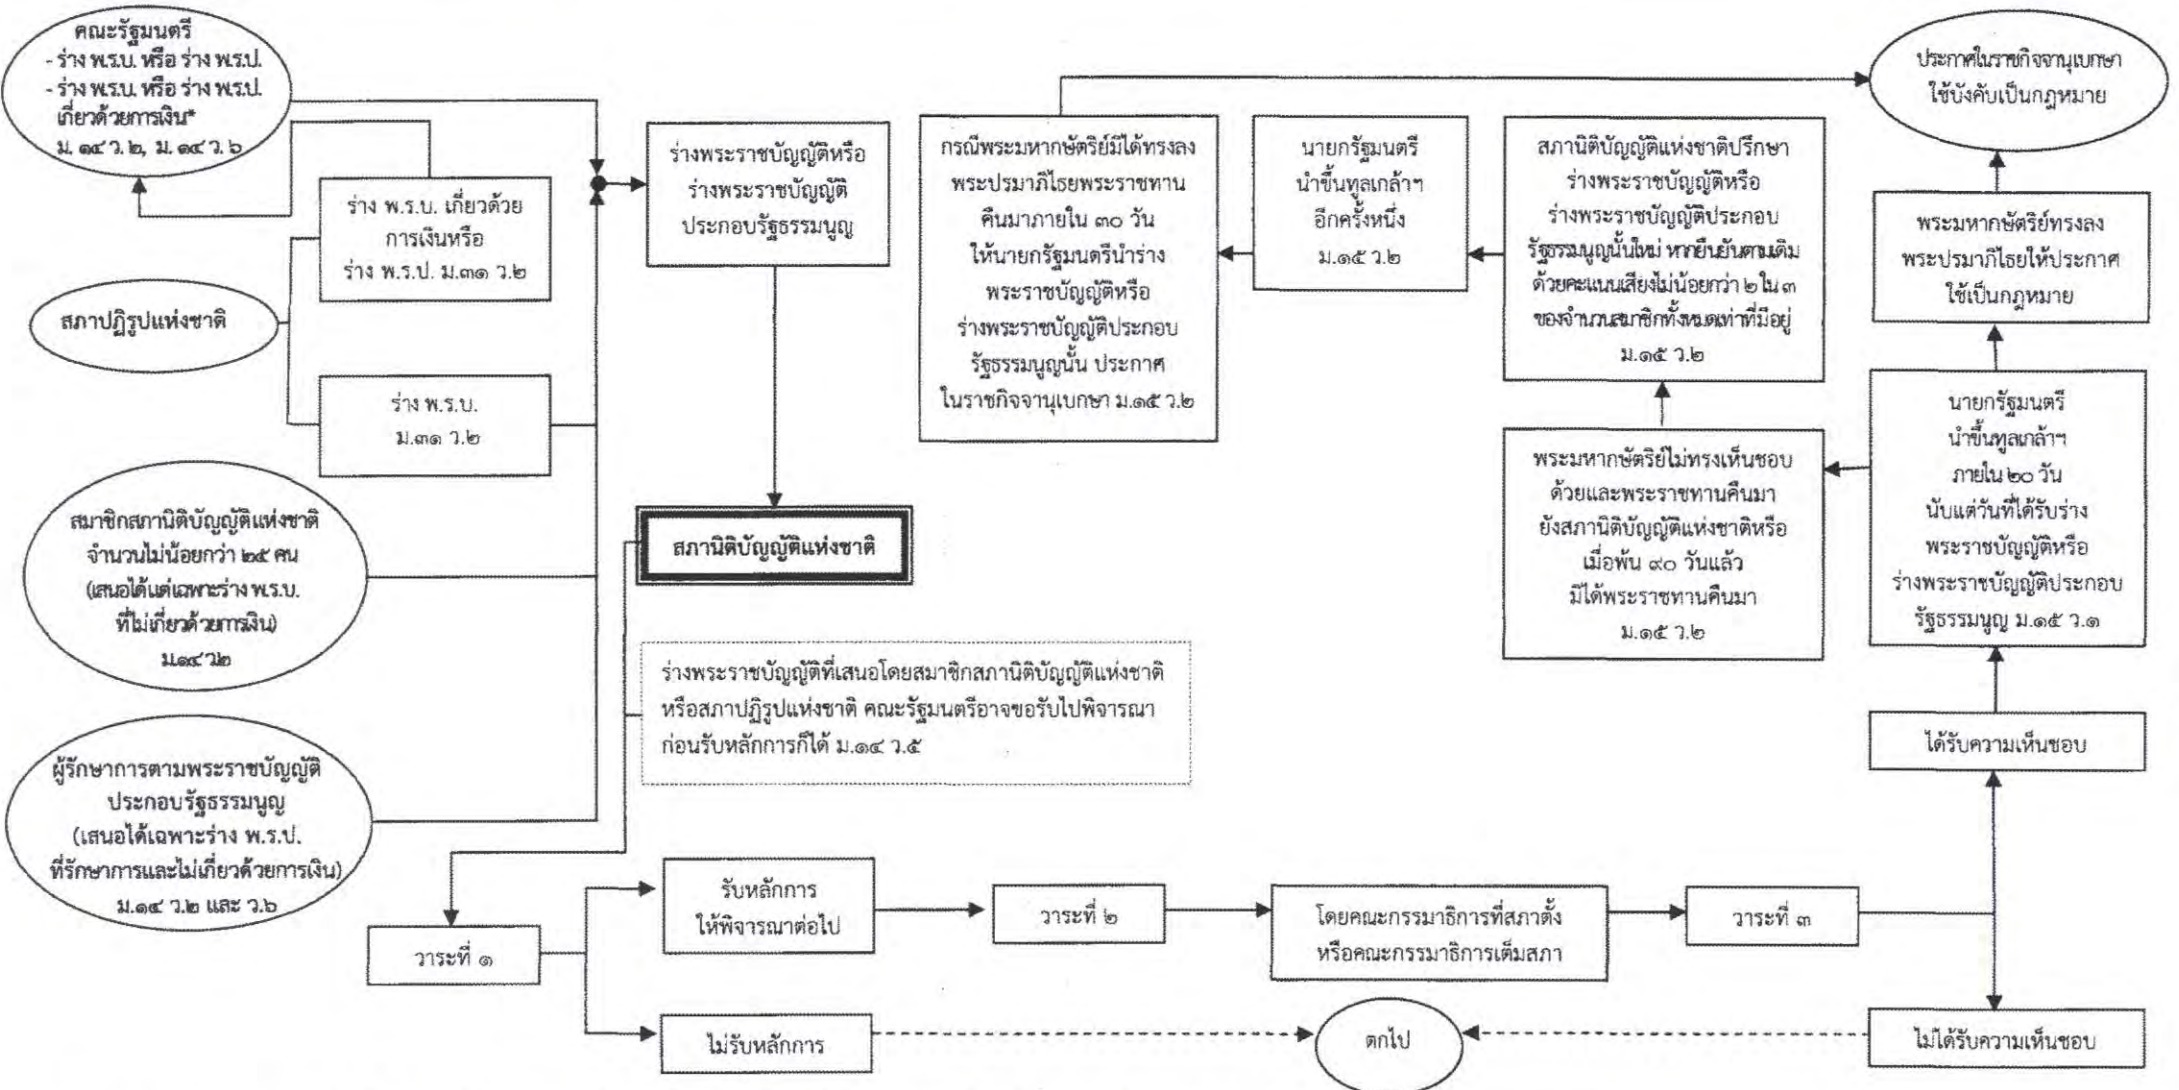 คณะรัฐมนตรี
- ร่าง พ.ร.บ. หรือ ร่าง พ.ร.ป.
- ร่าง พ.ร.บ. หรือ ร่าง พ.ร.ป.
เกี่ยวด้วยการเงิน*
ม. ๑๔ ว. ๒, ม. ๑๔ ว. ๖
ร่าง พ.ร.บ. เกี่ยวด้วย
การเงินหรือ
ร่าง พ.ร.ป. ม.๓๑ ว.๒
สภาปฏิรูปแห่งชาติ
ร่าง พ.ร.บ.
ม.๓๑ ว.๒
สมาชิกสภานิติบัญญัติแห่งชาติ
จำนวนไม่น้อยกว่า ๒๕ คน
(เสนอได้แต่เฉพาะร่าง พ.ร.บ.
ที่ไม่เกี่ยวด้วยการเงิน)
ม.๑๔ ว.๒
ผู้รักษาการตามพระราชบัญญัติ
ประกอบรัฐธรรมนูญ
(เสนอได้เฉพาะร่าง พ.ร.ป.
ที่รักษาการและไม่เกี่ยวด้วยการเงิน)
ม.๑๔ ว.๒ และ ว.๖
ร่างพระราชบัญญัติหรือ
ร่างพระราชบัญญัติ
ประกอบรัฐธรรมนูญ
สภานิติบัญญัติแห่งชาติ
ร่างพระราชบัญญัติที่เสนอโดยสมาชิกสภานิติบัญญัติแห่งชาติ
หรือสภาปฏิรูปแห่งชาติ คณะรัฐมนตรีอาจขอรับไปพิจารณา
ก่อนรับหลักการก็ได้ ม.๑๔ ว.๕
วาระที่ ๑
รับหลักการ
ให้พิจารณาต่อไป
ไม่รับหลักการ
วาระที่ ๒
โดยคณะกรรมาธิการที่สภาตั้ง
หรือคณะกรรมาธิการเต็มสภา
วาระที่ ๓
ตกไป
ไม่ได้รับความเห็นชอบ
ได้รับความเห็นชอบ
นายกรัฐมนตรี
นำขึ้นทูลเกล้าฯ
ภายใน ๒๐ วัน
นับแต่วันที่ได้รับร่าง
พระราชบัญญัติหรือ
ร่างพระราชบัญญัติประกอบ
รัฐธรรมนูญ ม.๑๕ ว.๑
พระมหากษัตริย์ทรงลง
พระปรมาภิไธยให้ประกาศ
ใช้เป็นกฎหมาย
ประกาศในราชกิจจานุเบกษา
ใช้บังคับเป็นกฎหมาย
พระมหากษัตริย์ไม่ทรงเห็นชอบ
ด้วยและพระราชทานคืนมา
ยังสภานิติบัญญัติแห่งชาติหรือ
เมื่อพ้น ๙๐ วันแล้ว
มิได้พระราชทานคืนมา
ม.๑๕ ว.๒
สภานิติบัญญัติแห่งชาติปรึกษา
ร่างพระราชบัญญัติหรือ
ร่างพระราชบัญญัติประกอบ
รัฐธรรมนูญนั้นใหม่ หากยืนยันตามเดิม
ด้วยคะแนนเสียงไม่น้อยกว่า ๒ ใน ๓
ของจำนวนสมาชิกทั้งหมดเท่าที่มีอยู่
ม.๑๕ ว.๒
นายกรัฐมนตรี
นำขึ้นทูลเกล้าฯ
อีกครั้งหนึ่ง
ม.๑๕ ว.๒
กรณีพระมหากษัตริย์มิได้ทรงลง
พระปรมาภิไธยพระราชทาน
คืนมาภายใน ๓๐ วัน
ให้นายกรัฐมนตรีนำร่าง
พระราชบัญญัติหรือ
ร่างพระราชบัญญัติประกอบ
รัฐธรรมนูญนั้น ประกาศ
ในราชกิจจานุเบกษา ม.๑๕ ว.๒